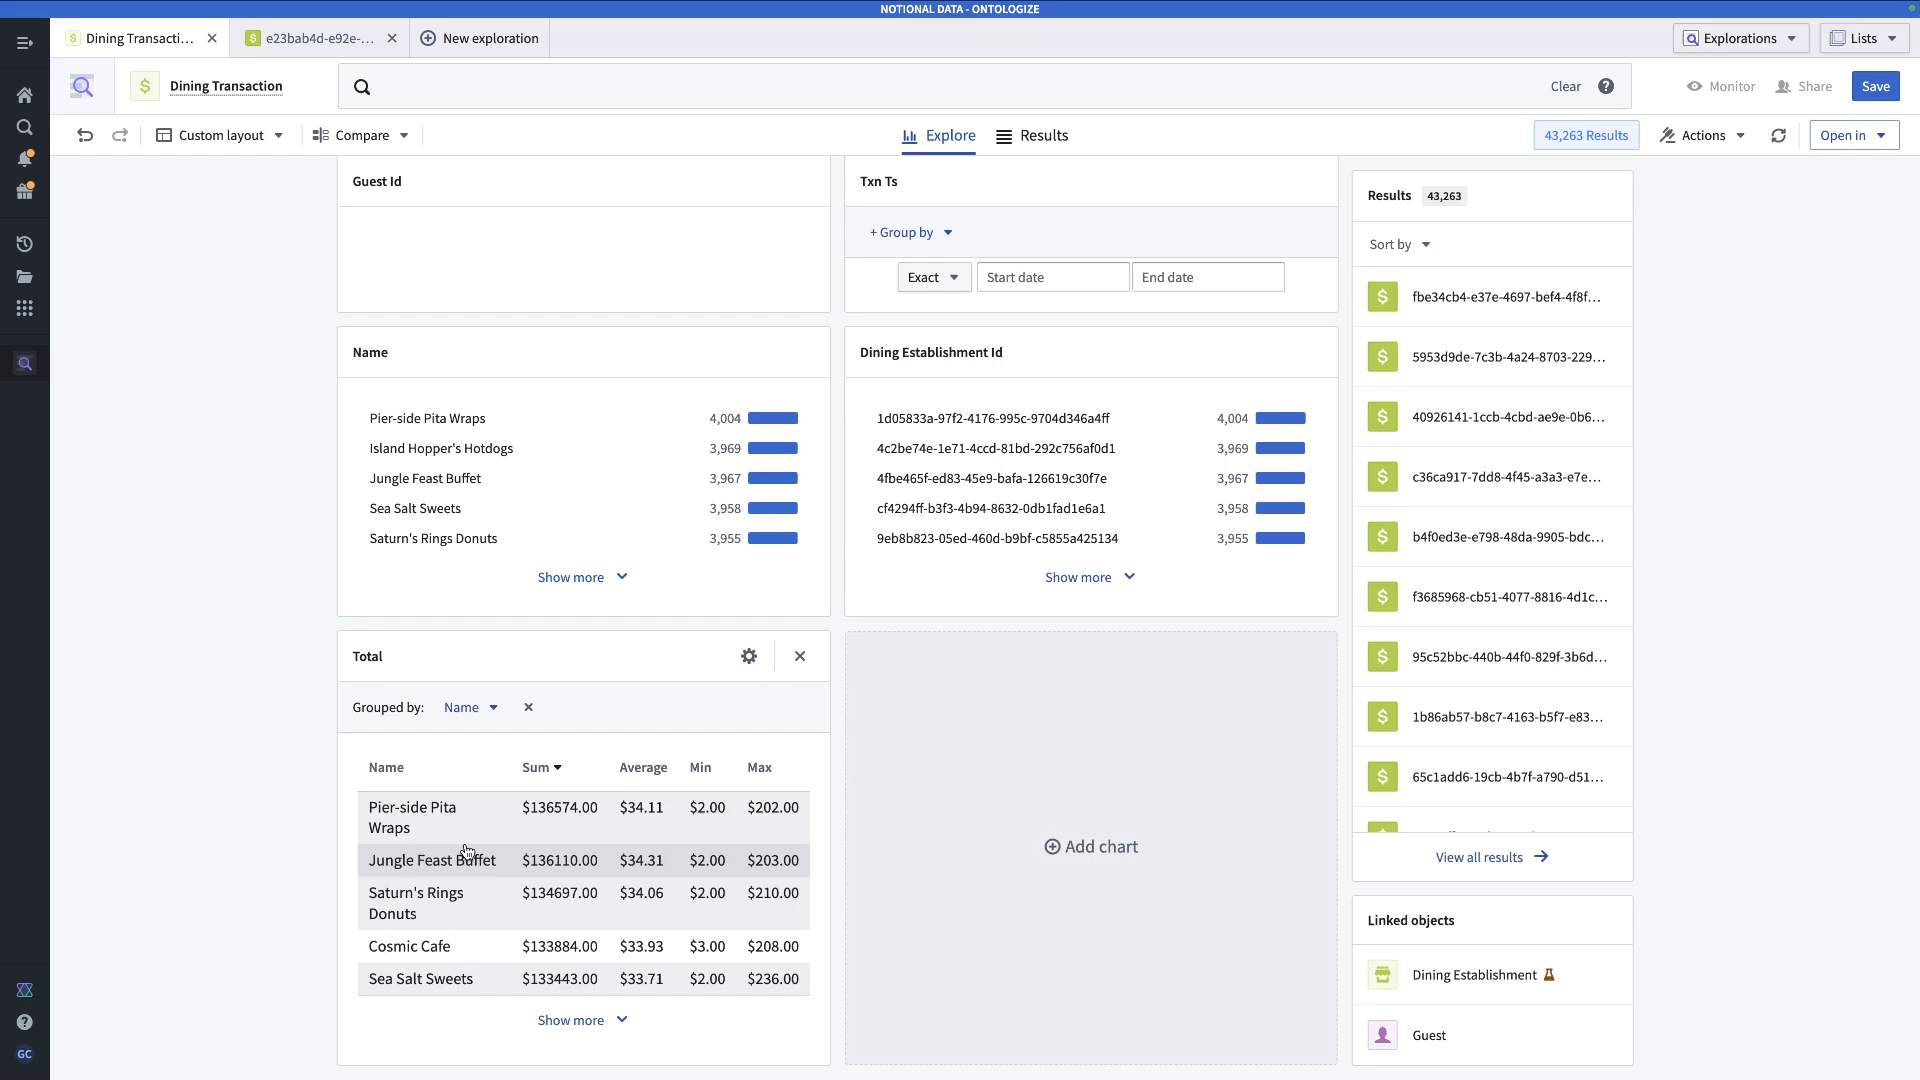 NOTIONAL DATA - ONTOLOGIZE
Dining Transacti...
e23bab4d-e92e-...
New exploration
Explorations
Lists
Dining Transaction
Clear
Monitor
Share
Save
Custom layout
Compare
Explore
Results
43,263 Results
Actions
Open in
Guest Id
Txn Ts
+ Group by
Exact
Start date
End date
Name
Pier-side Pita Wraps 4,004
Island Hopper's Hotdogs 3,969
Jungle Feast Buffet 3,967
Sea Salt Sweets 3,958
Saturn's Rings Donuts 3,955
Show more
Dining Establishment Id
1d05833a-97f2-4176-995c-9704d346a4ff 4,004
4c2be74e-1e71-4ccd-81bd-292c756af0d1 3,969
4fbe465f-ed83-45e9-bafa-126619c30f7e 3,967
cf4294ff-b3f3-4b94-8632-0db1fad1e6a1 3,958
9eb8b823-05ed-460d-b9bf-c5855a425134 3,955
Show more
Total
Grouped by: Name
Name Sum Average Min Max
Pier-side Pita
Wraps
$136574.00 $34.11 $2.00 $202.00
Jungle Feast Buffet $136110.00 $34.31 $2.00 $203.00
Saturn's Rings
Donuts
$134697.00 $34.06 $2.00 $210.00
Cosmic Cafe $133884.00 $33.93 $3.00 $208.00
Sea Salt Sweets $133443.00 $33.71 $2.00 $236.00
Show more
Add chart
Results 43,263
Sort by
fbe34cb4-e37e-4697-bef4-4f8f...
5953d9de-7c3b-4a24-8703-229...
40926141-1ccb-4cbd-ae9e-0b6...
c36ca917-7dd8-4f45-a3a3-e7e...
b4f0ed3e-e798-48da-9905-bdc...
f3685968-cb51-4077-8816-4d1c...
95c52bbc-440b-44f0-829f-3b6d...
1b86ab57-b8c7-4163-b5f7-e83...
65c1add6-19cb-4b7f-a790-d51...
View all results
Linked objects
Dining Establishment
Guest
GC